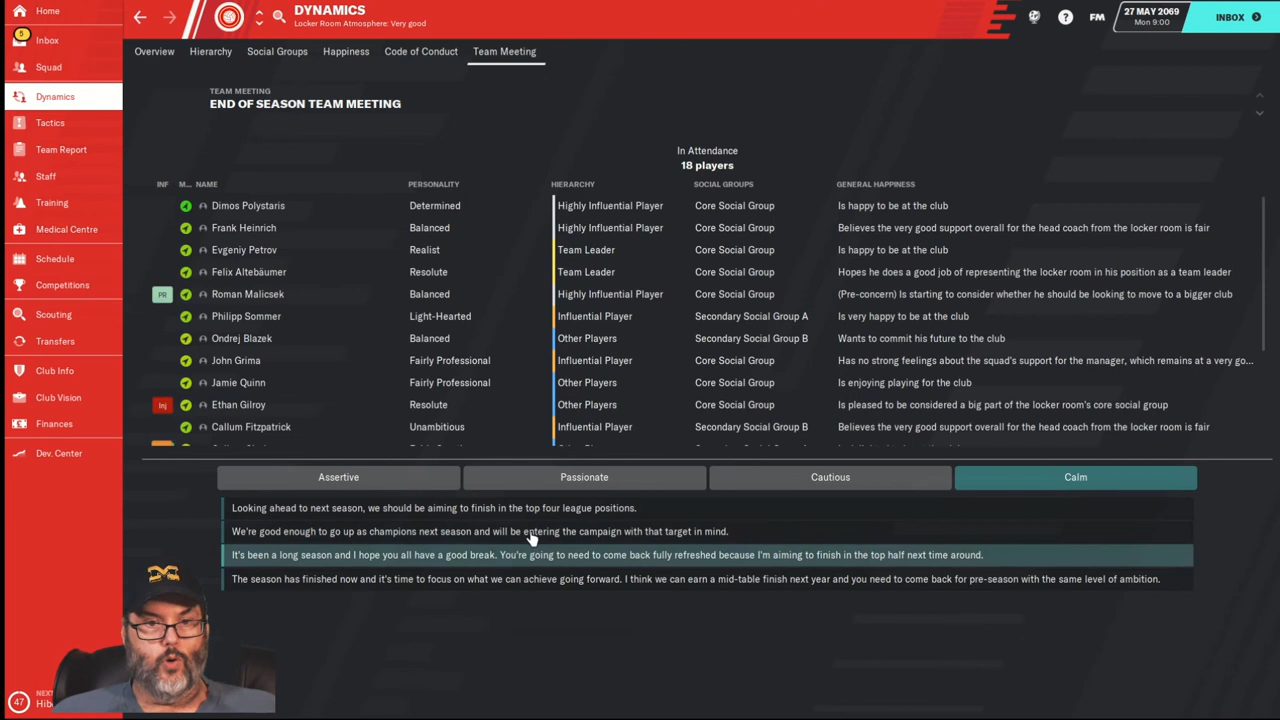 Home
5
Inbox
Squad
Dynamics
Tactics
Team Report
Staff
Training
Medical Centre
Schedule
Competitions
Scouting
Transfers
Club Info
Club Vision
Finances
Dev. Center
47
DYNAMICS
Locker Room Atmosphere: Very good
?
FM
27 MAY 2069
Mon 9:00
INBOX
Overview Hierarchy Social Groups Happiness Code of Conduct Team Meeting
TEAM MEETING
END OF SEASON TEAM MEETING
In Attendance
18 players
INF M... NAME PERSONALITY HIERARCHY SOCIAL GROUPS GENERAL HAPPINESS
Dimos Polystaris Determined Highly Influential Player Core Social Group Is happy to be at the club
Frank Heinrich Balanced Highly Influential Player Core Social Group Believes the very good support overall for the head coach from the locker room is fair
Evgeniy Petrov Realist Team Leader Core Social Group Is happy to be at the club
Felix Altebäumer Resolute Team Leader Core Social Group Hopes he does a good job of representing the locker room in his position as a team leader
PR Roman Malicsek Balanced Highly Influential Player Core Social Group (Pre-concern) Is starting to consider whether he should be looking to move to a bigger club
Philipp Sommer Light-Hearted Influential Player Secondary Social Group A Is very happy to be at the club
Ondrej Blazek Balanced Other Players Secondary Social Group B Wants to commit his future to the club
John Grima Fairly Professional Influential Player Core Social Group Has no strong feelings about the squad's support for the manager, which remains at a very go...
Jamie Quinn Fairly Professional Other Players Core Social Group Is enjoying playing for the club
Inj Ethan Gilroy Resolute Other Players Core Social Group Is pleased to be considered a big part of the locker room's core social group
Callum Fitzpatrick Unambitious Influential Player Secondary Social Group B Believes the very good support overall for the head coach from the locker room is fair
Assertive Passionate Cautious Calm
Looking ahead to next season, we should be aiming to finish in the top four league positions.
We're good enough to go up as champions next season and will be entering the campaign with that target in mind.
It's been a long season and I hope you all have a good break. You're going to need to come back fully refreshed because I'm aiming to finish in the top half next time around.
The season has finished now and it's time to focus on what we can achieve going forward. I think we can earn a mid-table finish next year and you need to come back for pre-season with the same level of ambition.